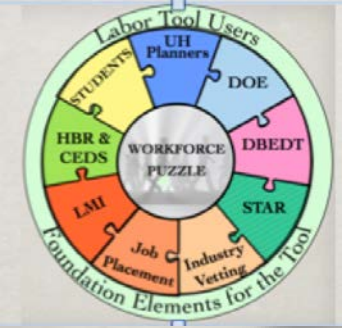 Labor Tool Users
UH
Planners
DOE
DBEDT
STAR
Industry
Vetting
Job
Placement
LMI
HBR &
CEDS
STUDENTS
WORKFORCE
PUZZLE
Foundation Elements for the Tool